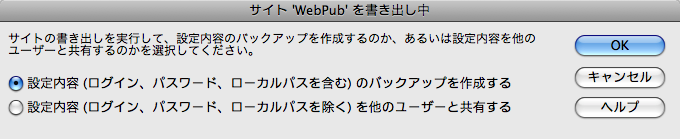 サイト 'WebPub' を書き出し中
サイトの書き出しを実行して、設定内容のバックアップを作成するのか、あるいは設定内容を他の
ユーザーと共有するのかを選択してください。
設定内容 (ログイン、パスワード、ローカルパスを含む) のバックアップを作成する
設定内容 (ログイン、パスワード、ローカルパスを除く) を他のユーザーと共有する
OK
キャンセル
ヘルプ